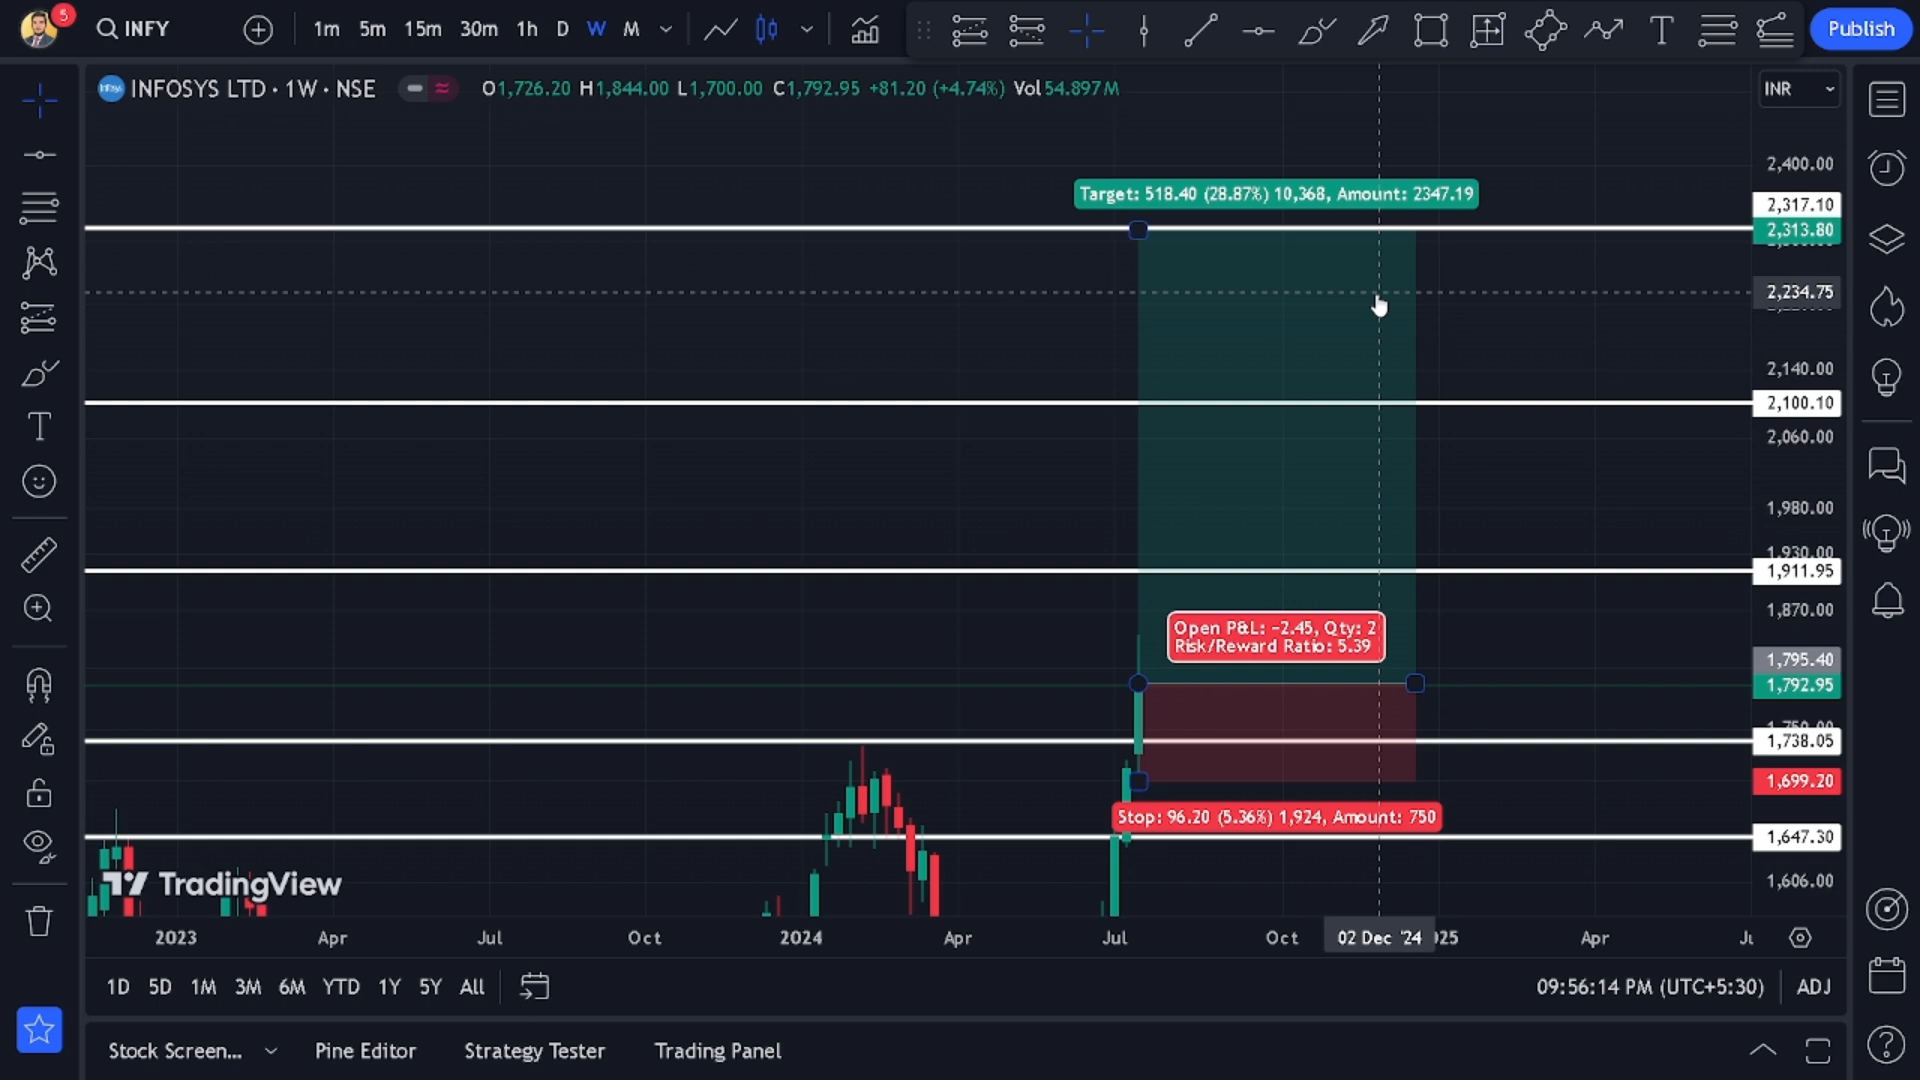 5
INFY
1m 5m 15m 30m 1h D W M
Publish
INFOSYS LTD · 1W · NSE
O1,726.20 H1,844.00 L1,700.00 C1,792.95 +81.20 (+4.74%) Vol54.897M
INR
2,400.00
Target: 518.40 (28.87%) 10,368, Amount: 2347.19
2,317.10
2,313.80
2,234.75
2,140.00
2,100.10
2,060.00
1,980.00
1,930.00
1,911.95
1,870.00
Open P&L: -2.45, Qty: 2
Risk/Reward Ratio: 5.39
1,795.40
1,792.95
1,738.05
1,699.20
Stop: 96.20 (5.36%) 1,924, Amount: 750
1,647.30
1,606.00
TradingView
2023 Apr Jul Oct 2024 Apr Jul Oct 02 Dec '24 025 Apr
1D 5D 1M 3M 6M YTD 1Y 5Y All
09:56:14 PM (UTC+5:30) ADJ
Stock Screen... Pine Editor Strategy Tester Trading Panel